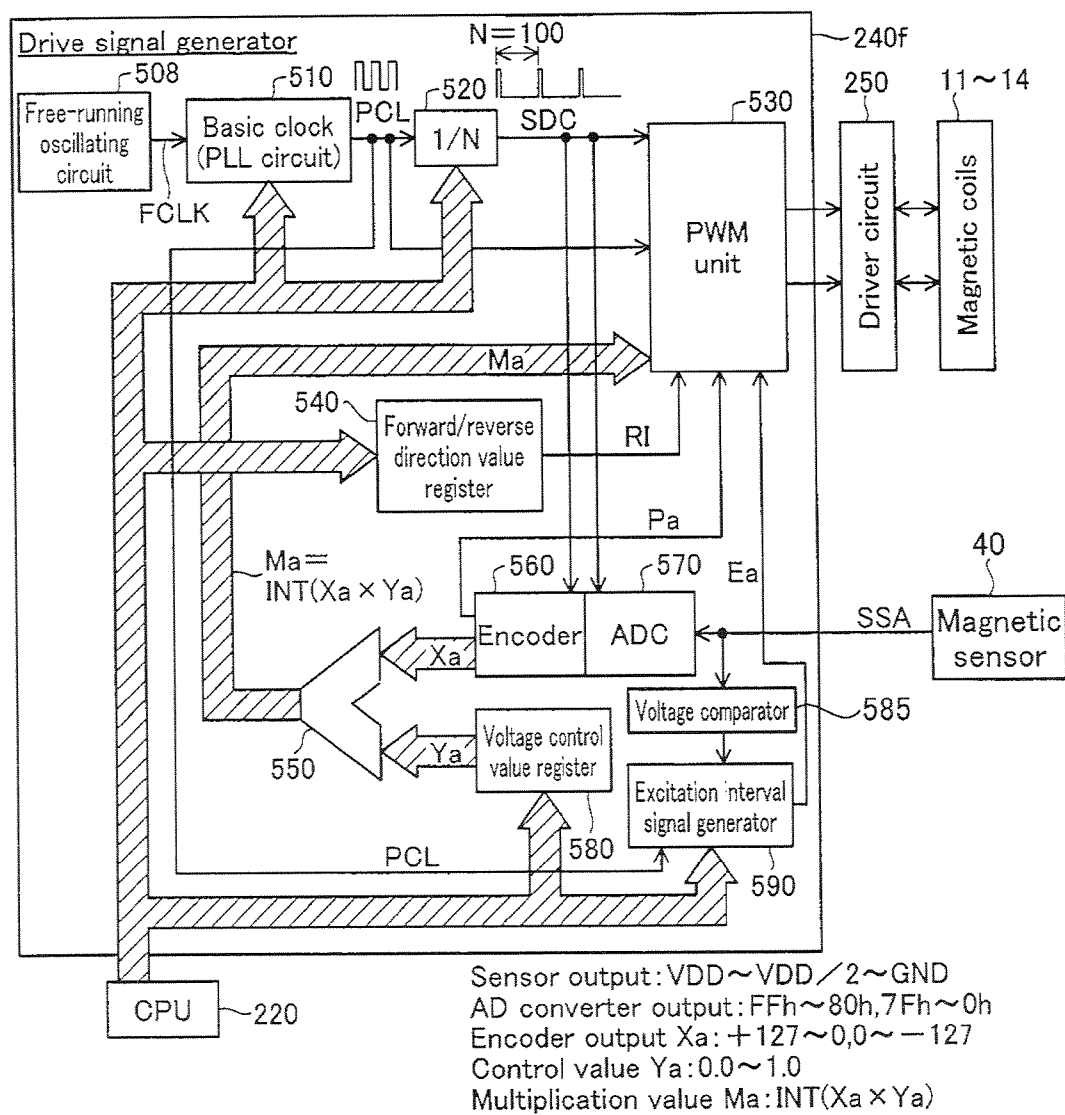 Drive signal generator
240f
N=100
508
510
520
530
250
11～14
PCL
SDC
Free-running
oscillating
circuit
Basic clock
(PLL circuit)
1/N
FCLK
PWM
unit
Driver circuit
Magnetic coils
Ma
540
Forward/reverse
direction value
register
RI
Pa
Ea
Ma=
INT(Xa×Ya)
560
570
40
Encoder
ADC
SSA
Magnetic
sensor
Xa
Voltage comparator
585
550
Ya
Voltage control
value register
580
Excitation interval
signal generator
590
PCL
CPU
220
Sensor output:VDD～VDD/2～GND
AD converter output:FFh～80h,7Fh～0h
Encoder output Xa:+127～0,0～－127
Control value Ya:0.0～1.0
Multiplication value Ma:INT(Xa×Ya)